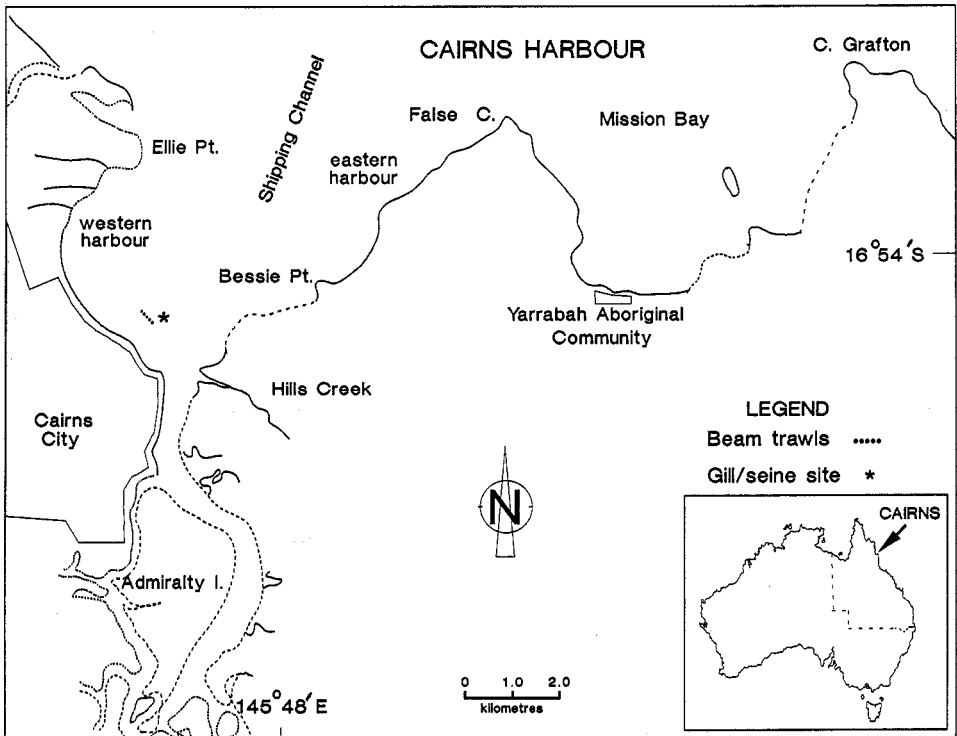 CAIRNS HARBOUR
C. Grafton
False C.
Mission Bay
Ellie Pt.
Shipping Channel
eastern
harbour
western
harbour
16°54'S
Bessie Pt.
Yarrabah Aboriginal
Community
*
Hills Creek
Cairns
City
LEGEND
Beam trawls
Gill/seine site *
N
CAIRNS
Admiralty I.
0 1.0 2.0
kilometres
145°48'E